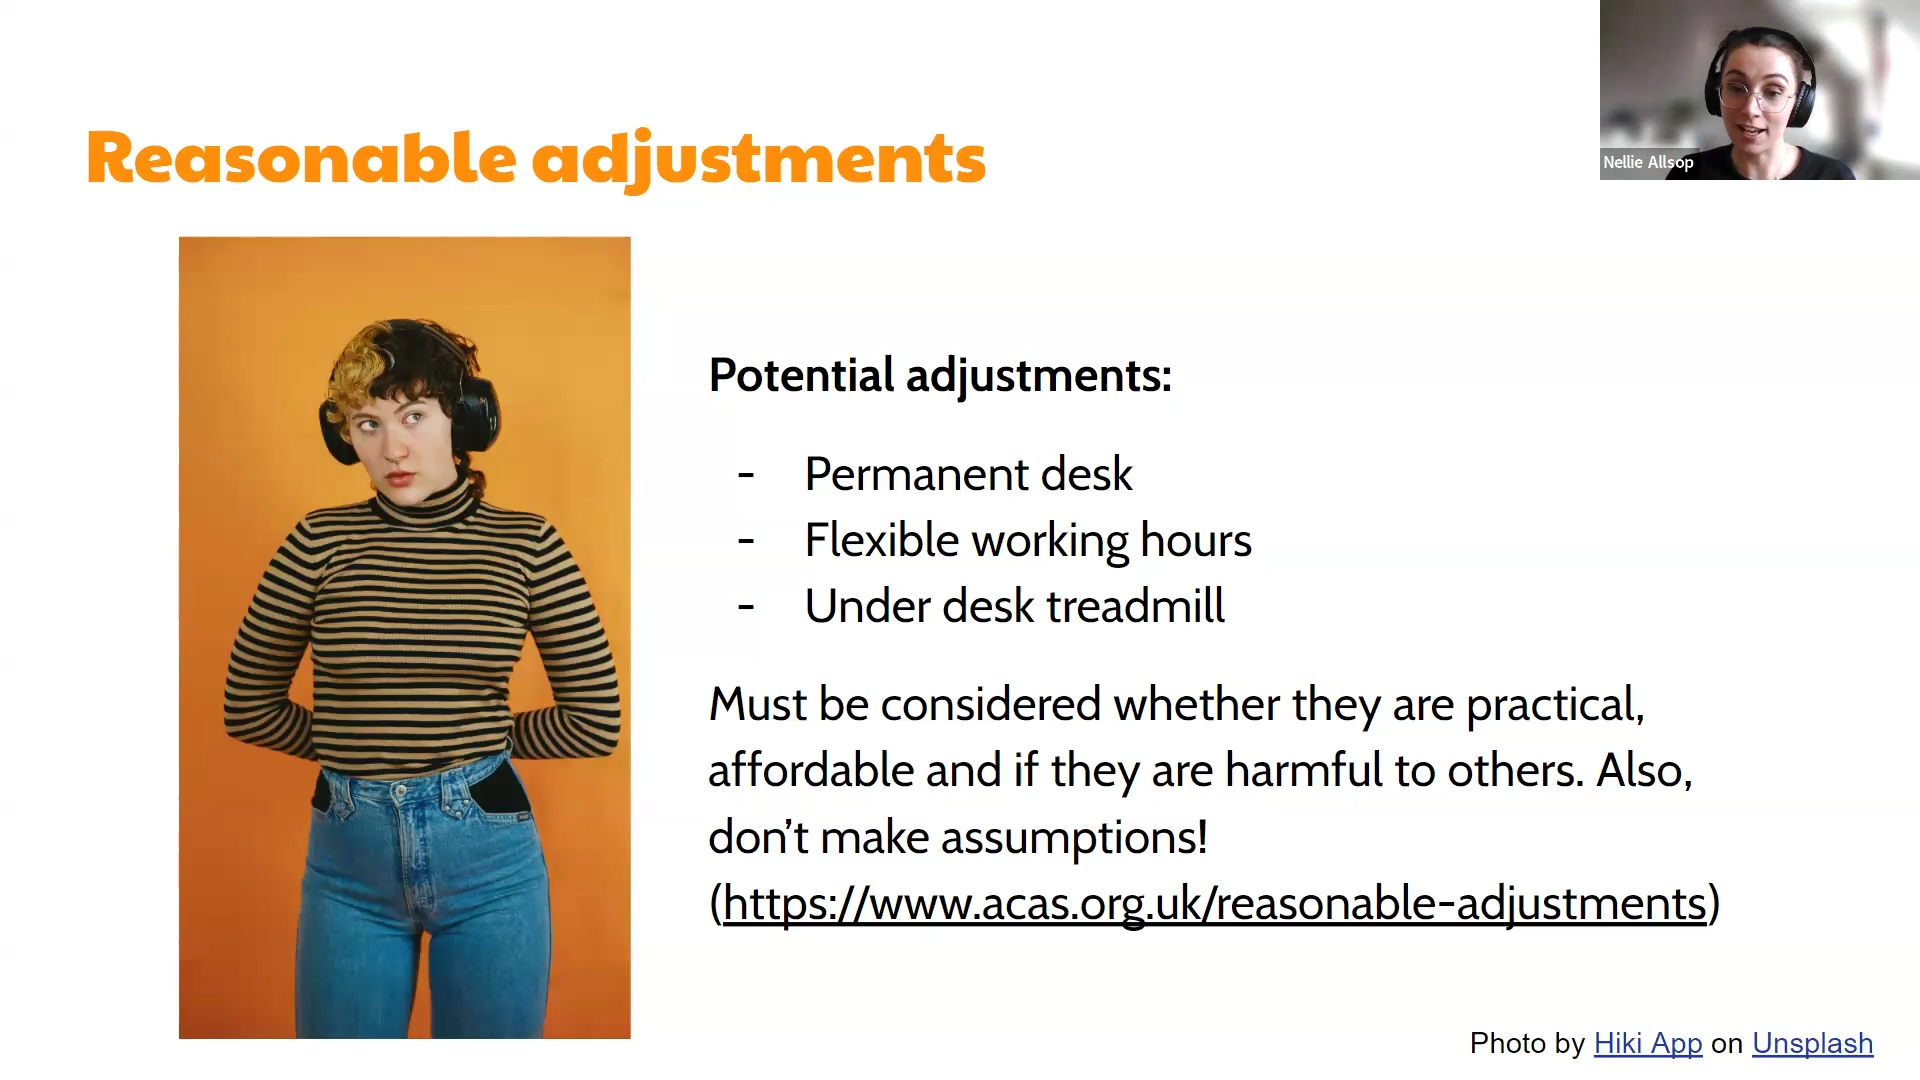 Reasonable adjustments
Nellie Allsop
Potential adjustments:
- Permanent desk
- Flexible working hours
- Under desk treadmill
Must be considered whether they are practical,
affordable and if they are harmful to others. Also,
don’t make assumptions!
(https://www.acas.org.uk/reasonable-adjustments)
Photo by Hiki App on Unsplash